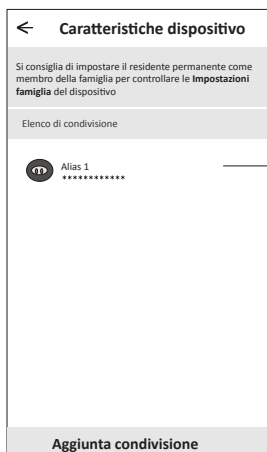 Caratteristiche dispositivo
Si consiglia di impostare il residente permanente come
membro della famiglia per controllare le Impostazioni
famiglia del dispositivo
Elenco di condivisione
Alias 1
************
Aggiunta condivisione